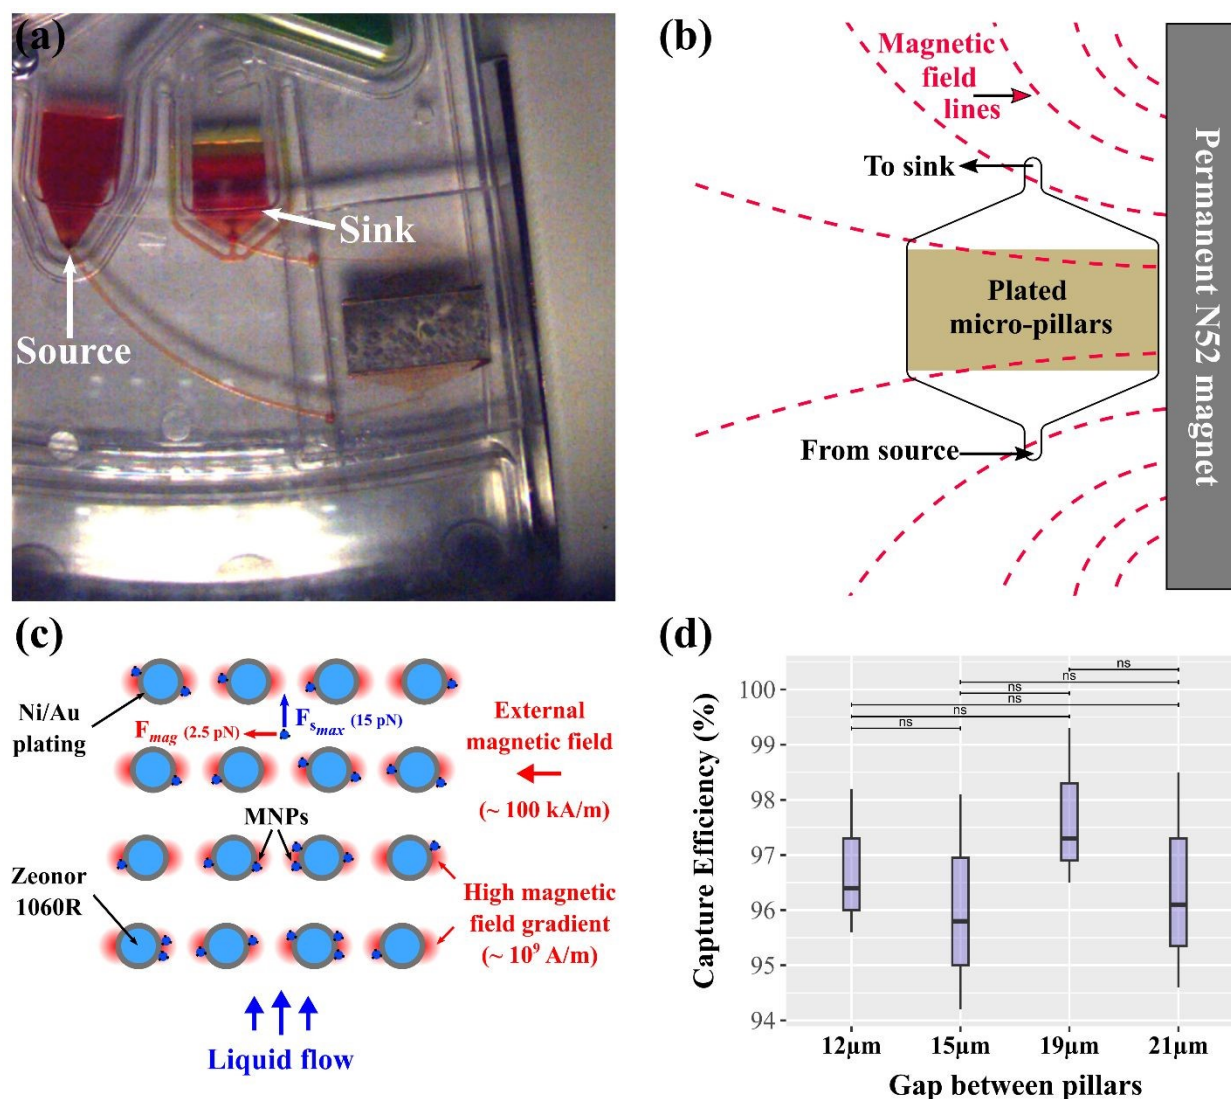 (a)
Source
Sink
(b)
Magnetic
field
lines
To sink
Plated
micro-pillars
From source
Permanent N52 magnet
(c)
Ni/Au
plating
F_mag (2.5 pN)
F_s_max (15 pN)
External
magnetic field
(~ 100 kA/m)
MNPs
Zeonor
1060R
High magnetic
field gradient
(~ 10⁹ A/m)
Liquid flow
(d)
Capture Efficiency (%)
100
99
98
97
96
95
94
ns
ns
ns
ns
ns
ns
12μm
15μm
19μm
21μm
Gap between pillars